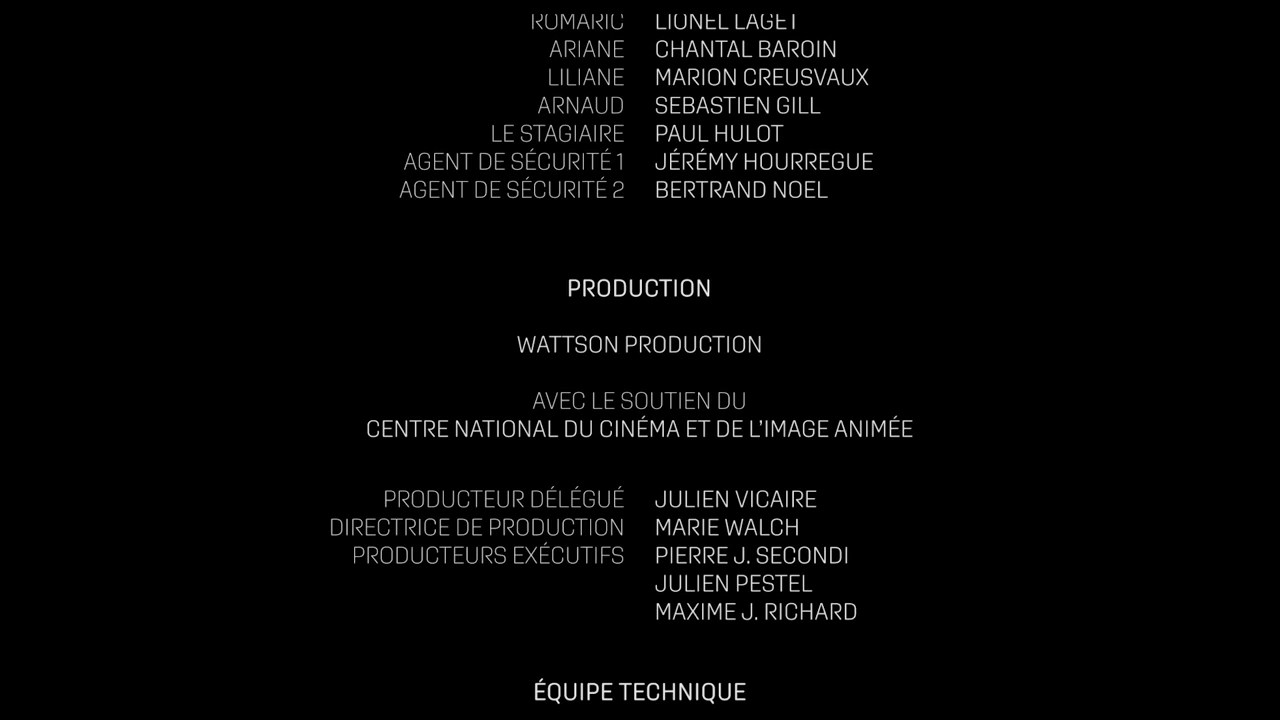 ROMARIC LIONEL LAGET
ARIANE CHANTAL BAROIN
LILIANE MARION CREUSVAUX
ARNAUD SEBASTIEN GILL
LE STAGIAIRE PAUL HULOT
AGENT DE SÉCURITÉ 1 JÉRÉMY HOURREGUE
AGENT DE SÉCURITÉ 2 BERTRAND NOEL
PRODUCTION
WATTSON PRODUCTION
AVEC LE SOUTIEN DU
CENTRE NATIONAL DU CINÉMA ET DE L'IMAGE ANIMÉE
PRODUCTEUR DÉLÉGUÉ JULIEN VICAIRE
DIRECTRICE DE PRODUCTION MARIE WALCH
PRODUCTEURS EXÉCUTIFS PIERRE J. SECONDI
JULIEN PESTEL
MAXIME J. RICHARD
ÉQUIPE TECHNIQUE